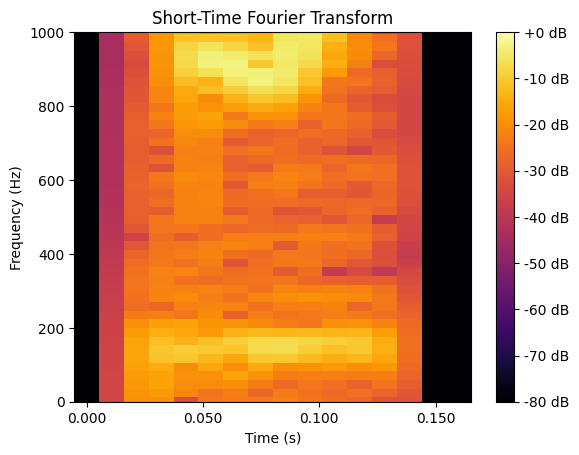 Short-Time Fourier Transform
1000
800
600
400
200
0
Frequency (Hz)
0.000
0.050
0.100
0.150
Time (s)
+0 dB
-10 dB
-20 dB
-30 dB
-40 dB
-50 dB
-60 dB
-70 dB
-80 dB